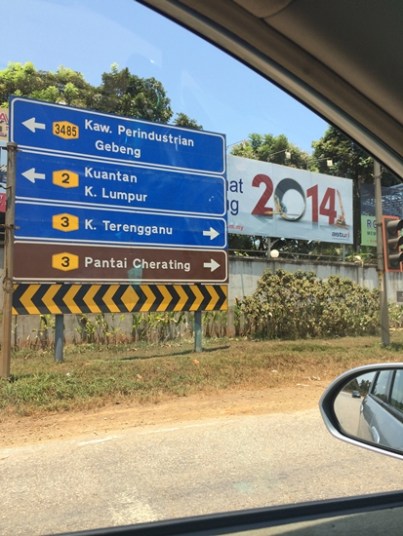 3485 Kaw. Perindustrian
Gebeng
2 Kuantan
K. Lumpur
3 K. Terengganu
3 Pantai Cherating
2014